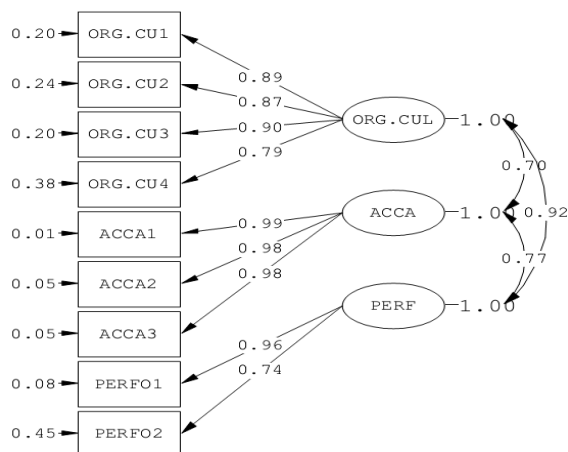 0.20 ORG.CU1
0.89
0.24 ORG.CU2
0.87
0.20 ORG.CU3
0.90
ORG.CUL 1.00
0.70
0.38 ORG.CU4
0.79
0.01 ACCA1
0.99
ACCA 1.00 0.92
0.05 ACCA2
0.98
0.77
0.05 ACCA3
0.98
PERF 1.00
0.08 PERFO1
0.96
0.74
0.45 PERFO2